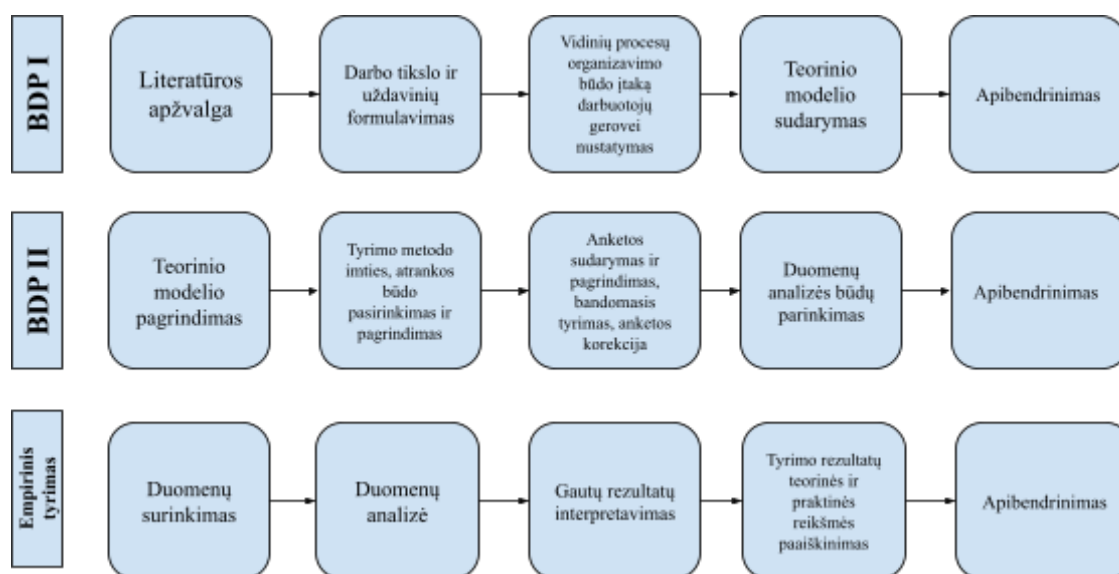 BDP I
Literatūros
apžvalga
Darbo tikslo ir
uždavinių
formulavimas
Vidinių procesų
organizavimo
būdo įtaką
darbuotojų
gerovei
nustatymas
Teorinio
modelio
sudarymas
Apibendrinimas
BDP II
Teorinio
modelio
pagrindimas
Tyrimo metodo
imties, atrankos
būdo
pasirinkimas ir
pagrindimas
Anketos
sudarymas ir
pagrindimas,
bandomasis
tyrimas, anketos
korekcija
Duomenų
analizės būdų
parinkimas
Apibendrinimas
Empirinis
tyrimas
Duomenų
surinkimas
Duomenų
analizė
Gautų rezultatų
interpretavimas
Tyrimo rezultatų
teorinės ir
praktinės
reikšmės
paaiškinimas
Apibendrinimas